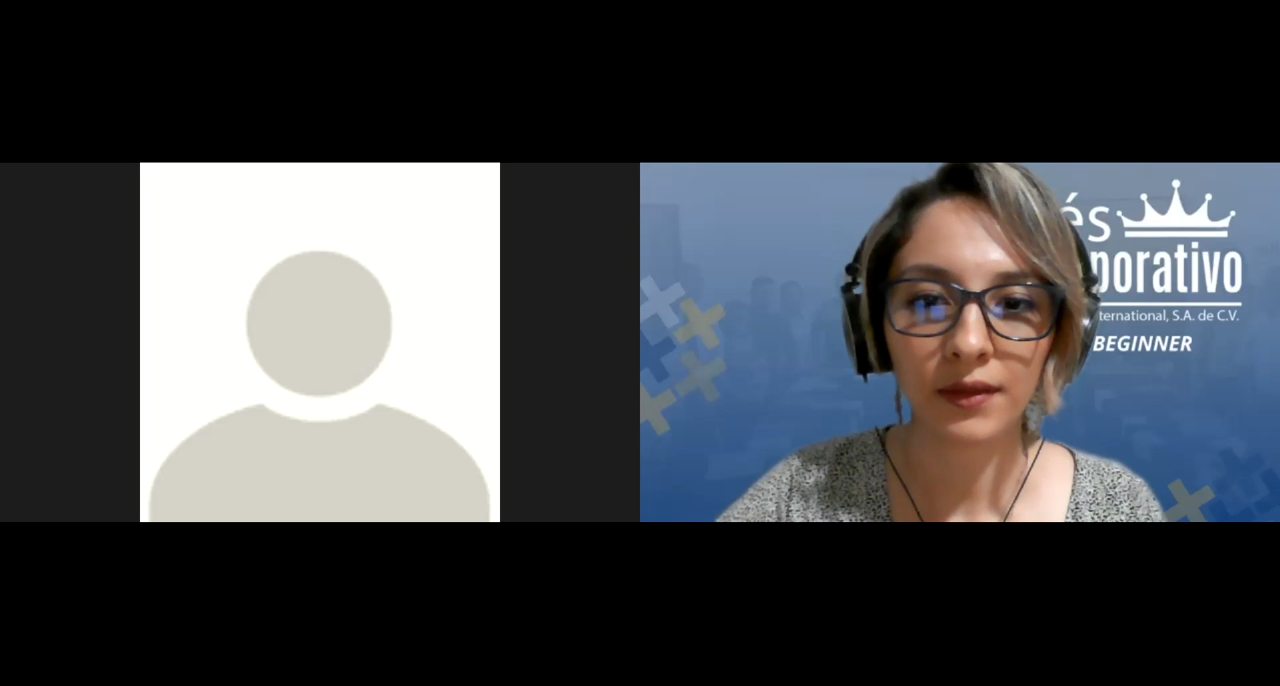 és
porativo
ternational, S.A. de C.V.
BEGINNER